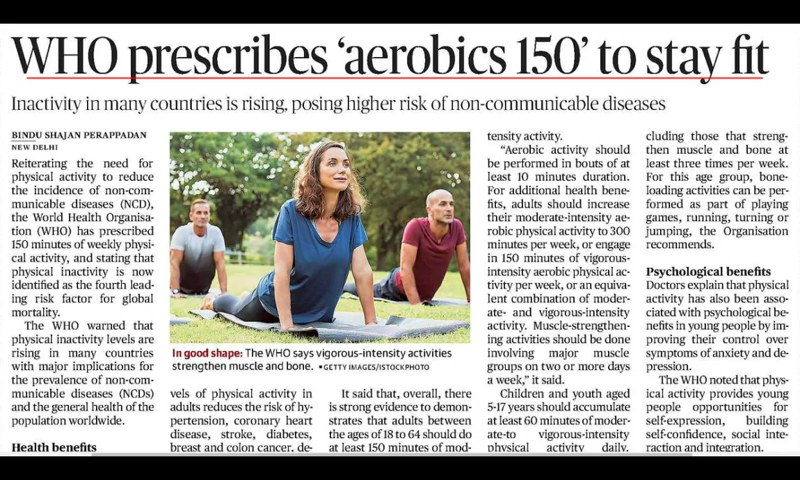 WHO prescribes ‘aerobics 150’ to stay fit
Inactivity in many countries is rising, posing higher risk of non-communicable diseases
BINDU SHAJAN PERAPPADAN
NEW DELHI
Reiterating the need for
physical activity to reduce
the incidence of non-com-
municable diseases (NCD),
the World Health Organisa-
tion (WHO) has prescribed
150 minutes of weekly physi-
cal activity, and stating that
physical inactivity is now
identified as the fourth lead-
ing risk factor for global
mortality.
The WHO warned that
physical inactivity levels are
rising in many countries
with major implications for
the prevalence of non-com-
municable diseases (NCDs)
and the general health of the
population worldwide.
Health benefits
In good shape: The WHO says vigorous-intensity activities
strengthen muscle and bone. ▪GETTY IMAGES/ISTOCKPHOTO
vels of physical activity in
adults reduces the risk of hy-
pertension, coronary heart
disease, stroke, diabetes,
breast and colon cancer, de-
It said that, overall, there
is strong evidence to demon-
strates that adults between
the ages of 18 to 64 should do
at least 150 minutes of mod-
tensity activity.
“Aerobic activity should
be performed in bouts of at
least 10 minutes duration.
For additional health bene-
fits, adults should increase
their moderate-intensity ae-
robic physical activity to 300
minutes per week, or engage
in 150 minutes of vigorous-
intensity aerobic physical ac-
tivity per week, or an equiva-
lent combination of moder-
ate- and vigorous-intensity
activity. Muscle-strengthen-
ing activities should be done
involving major muscle
groups on two or more days
a week,” it said.
Children and youth aged
5-17 years should accumulate
at least 60 minutes of moder-
ate-to vigorous-intensity
physical activity daily,
cluding those that streng-
then muscle and bone at
least three times per week.
For this age group, bone-
loading activities can be per-
formed as part of playing
games, running, turning or
jumping, the Organisation
recommends.
Psychological benefits
Doctors explain that physical
activity has also been asso-
ciated with psychological be-
nefits in young people by im-
proving their control over
symptoms of anxiety and de-
pression.
The WHO noted that phys-
ical activity provides young
people opportunities for
self-expression, building
self-confidence, social inte-
raction and integration.